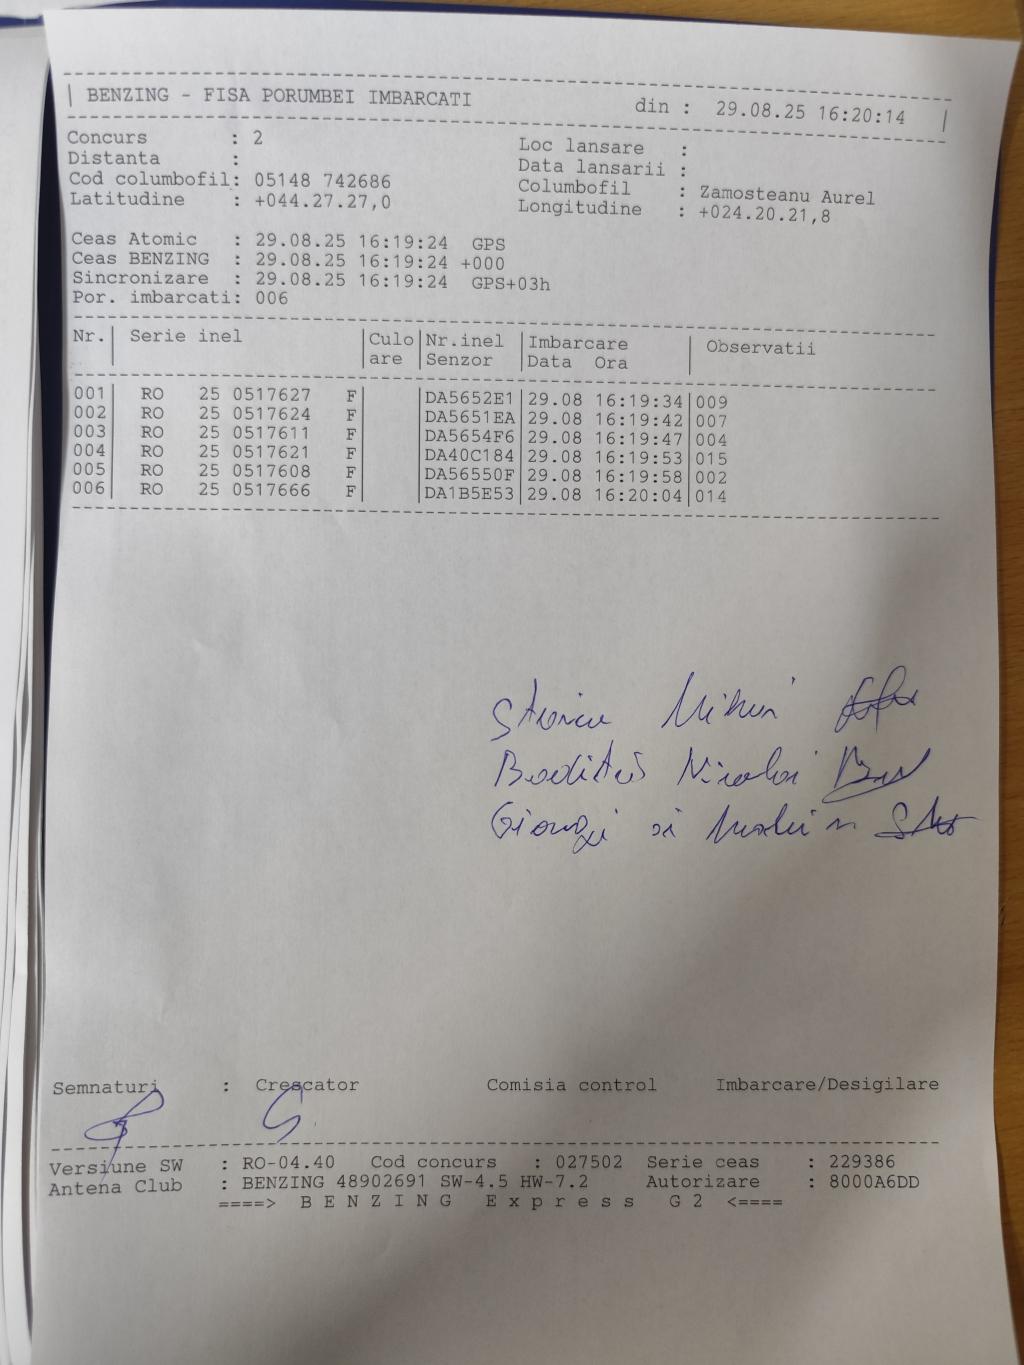 BENZING - FISA PORUMBEI IMBARCATI din : 29.08.25 16:20:14
Concurs : 2 Loc lansare :
Distanta : Data lansarii :
Cod columbofil: 05148 742686 Columbofil : Zamosteanu Aurel
Latitudine : +044.27.27,0 Longitudine : +024.20.21,8
Ceas Atomic : 29.08.25 16:19:24 GPS
Ceas BENZING : 29.08.25 16:19:24 +000
Sincronizare : 29.08.25 16:19:24 GPS+03h
Por. imbarcati: 006
Nr. Serie inel Culo Nr.inel Imbarcare Observatii
are Senzor Data Ora
001 RO 25 0517627 F DA5652E1 29.08 16:19:34 009
002 RO 25 0517624 F DA5651EA 29.08 16:19:42 007
003 RO 25 0517611 F DA5654F6 29.08 16:19:47 004
004 RO 25 0517621 F DA40C184 29.08 16:19:53 015
005 RO 25 0517608 F DA56550F 29.08 16:19:58 002
006 RO 25 0517666 F DA1B5E53 29.08 16:20:04 014
Semnaturi : Crescator Comisia control Imbarcare/Desigilare
Versiune SW : RO-04.40 Cod concurs : 027502 Serie ceas : 229386
Antena Club : BENZING 48902691 SW-4.5 HW-7.2 Autorizare : 8000A6DD
====> B E N Z I N G E x p r e s s G 2 <====